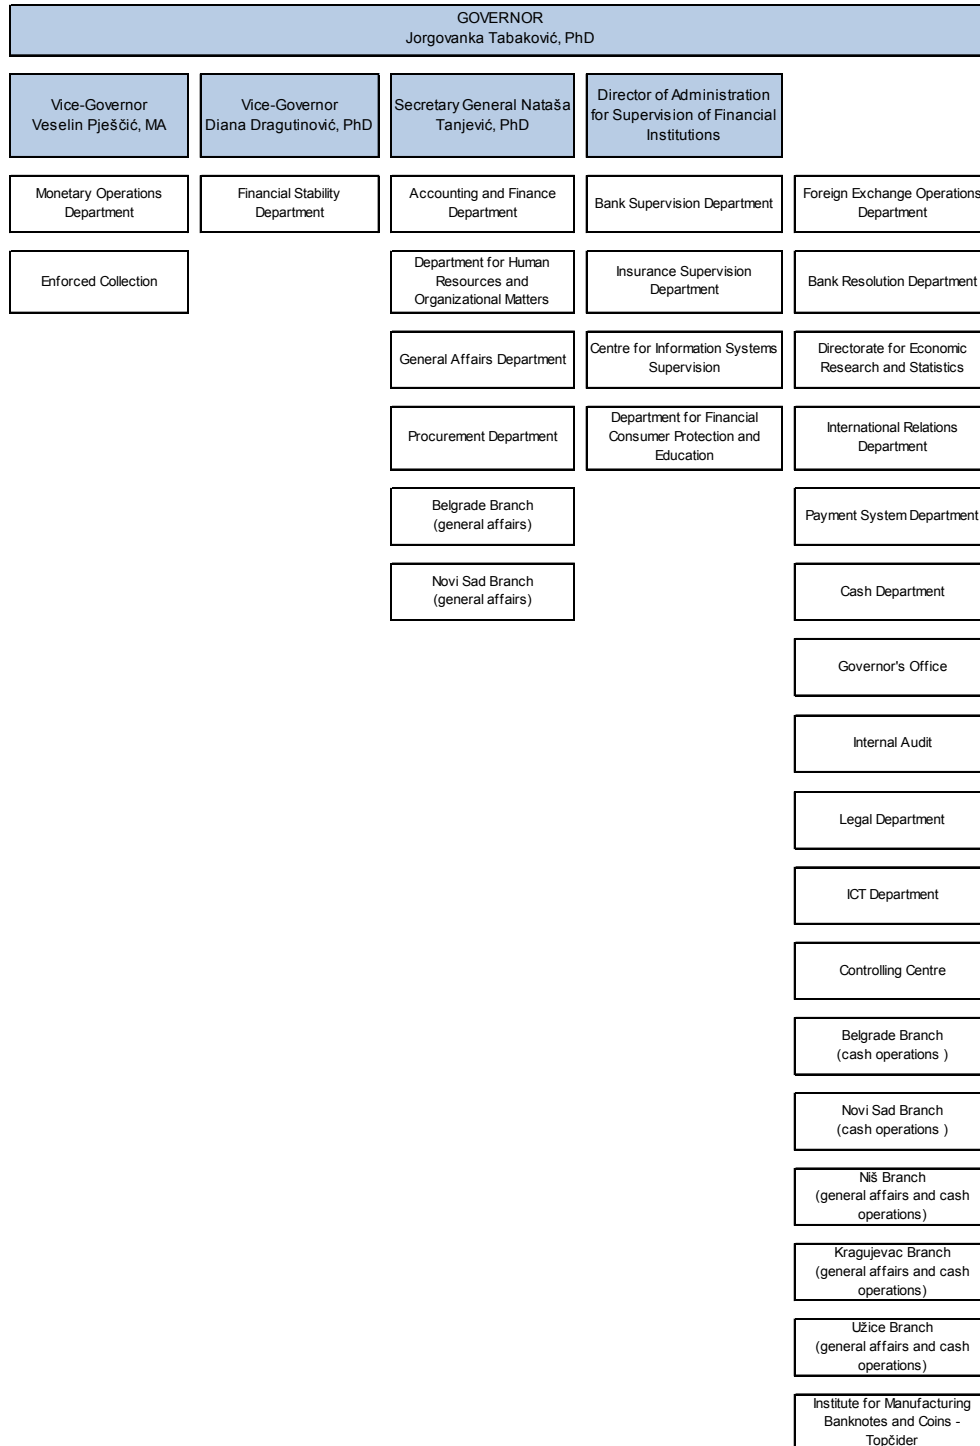 GOVERNOR
Jorgovanka Tabaković, PhD
Vice-Governor
Veselin Pješčić, MA
Vice-Governor
Diana Dragutinović, PhD
Secretary General Nataša
Tanjević, PhD
Director of Administration
for Supervision of Financial
Institutions
Monetary Operations
Department
Financial Stability
Department
Accounting and Finance
Department
Bank Supervision Department
Foreign Exchange Operations
Department
Enforced Collection
Department for Human
Resources and
Organizational Matters
Insurance Supervision
Department
Bank Resolution Department
General Affairs Department
Centre for Information Systems
Supervision
Directorate for Economic
Research and Statistics
Procurement Department
Department for Financial
Consumer Protection and
Education
International Relations
Department
Belgrade Branch
(general affairs)
Payment System Department
Novi Sad Branch
(general affairs)
Cash Department
Governor's Office
Internal Audit
Legal Department
ICT Department
Controlling Centre
Belgrade Branch
(cash operations )
Novi Sad Branch
(cash operations )
Niš Branch
(general affairs and cash
operations)
Kragujevac Branch
(general affairs and cash
operations)
Užice Branch
(general affairs and cash
operations)
Institute for Manufacturing
Banknotes and Coins -
Topčider